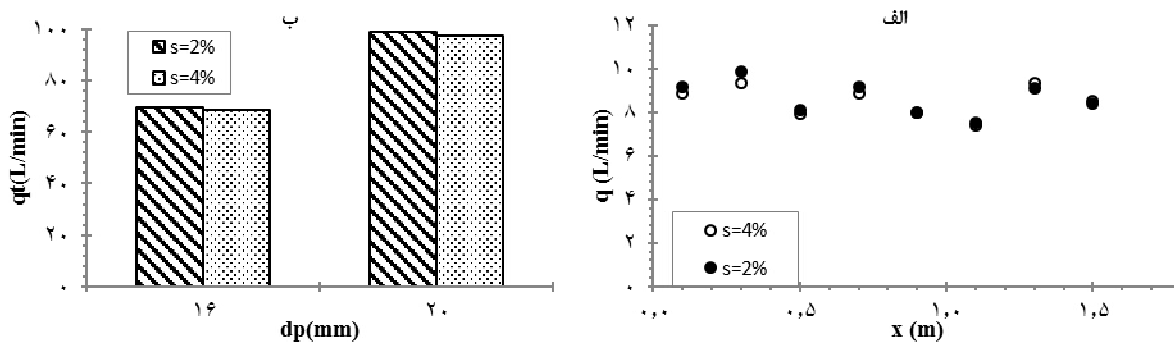 ب
qt(L/min)
۱۰۰
۸۰
۶۰
۴۰
۲۰
۰
s=2%
s=4%
۱۶ ۲۰
dp(mm)
الف
q (L/min)
۱۲
۱۰
۸
۶
۴
۲
۰
s=4%
s=2%
۰٫۰ ۰٫۵ ۱٫۰ ۱٫۵
x (m)